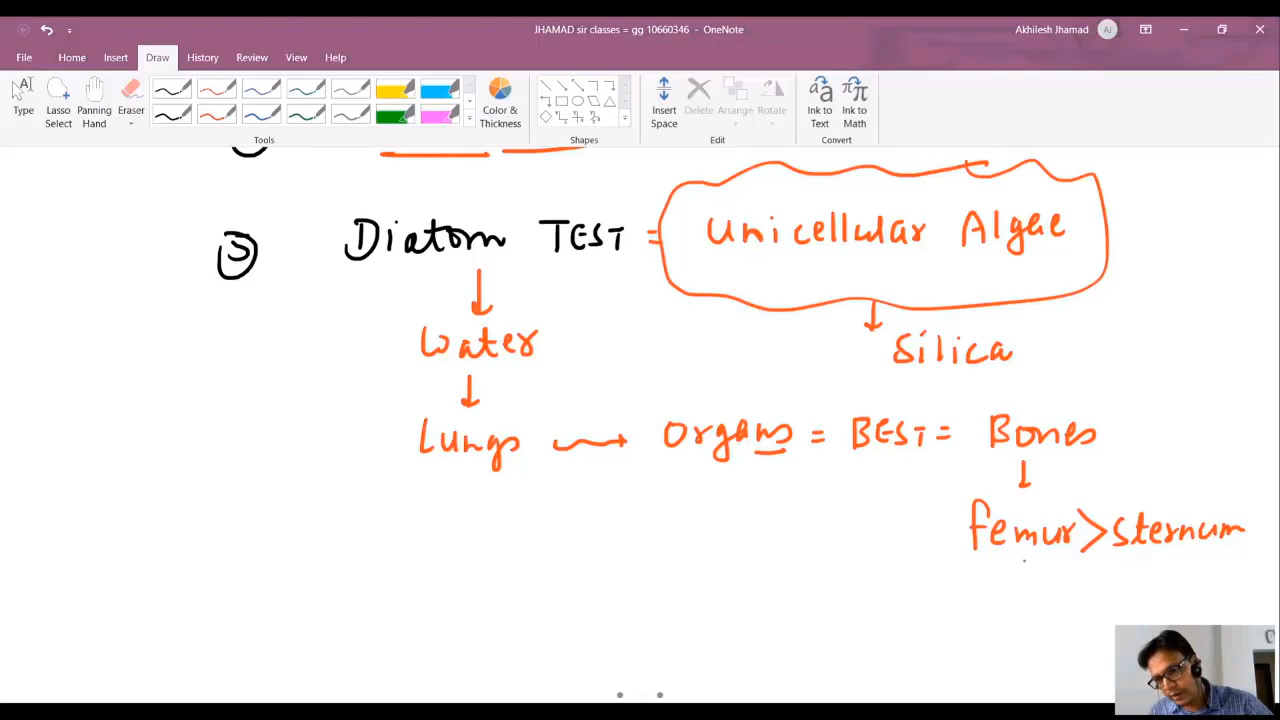 JHAMAD sir classes = gg 10660346 - OneNote
Akhilesh Jhamad AJ
File Home Insert Draw History Review View Help
Type Lasso Select Panning Hand Eraser Color & Thickness Insert Space Delete Arrange Rotate Ink to Text Ink to Math
Tools Shapes Edit Convert
3 Diatom TEST = Unicellular Algae
Water
Silica
Lungs → Organs = BEST = Bones
femur > sternum